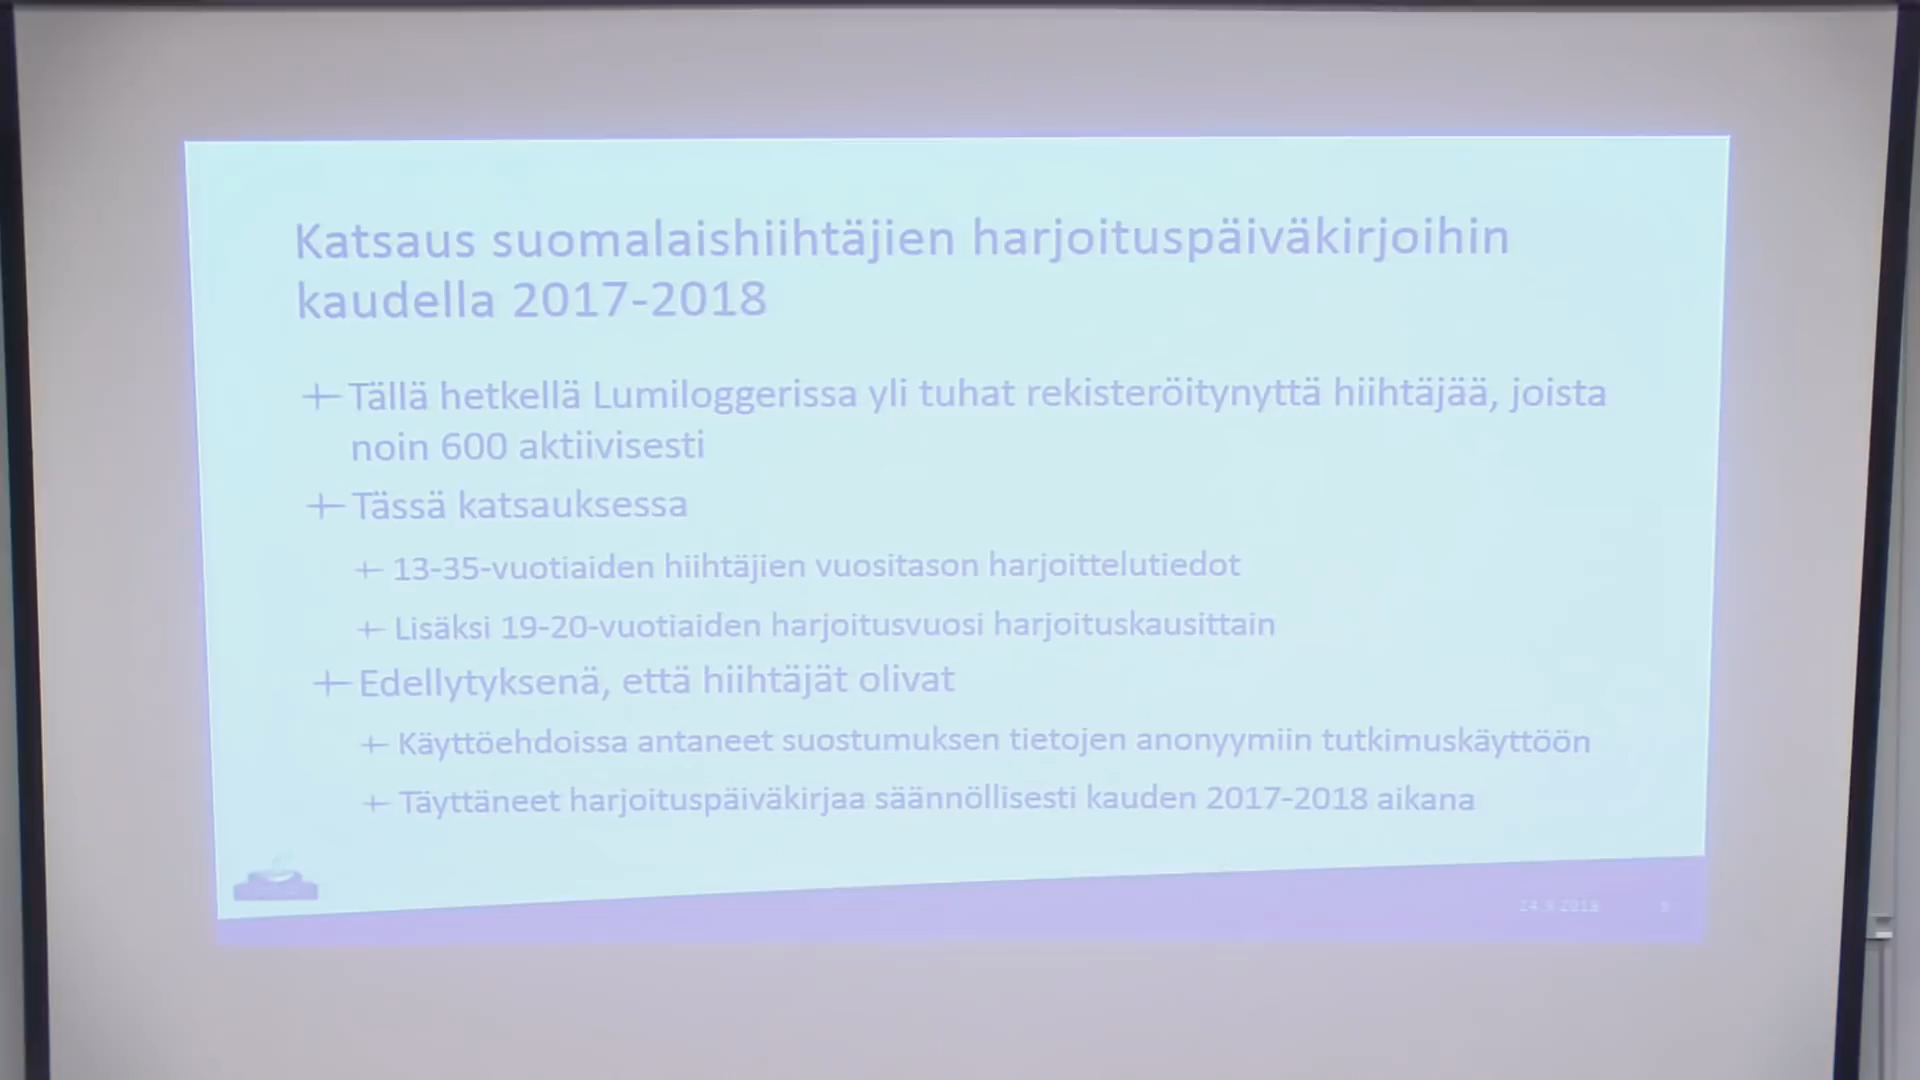 Katsaus suomalaishiihtäjien harjoituspäiväkirjoihin
kaudella 2017-2018
Tällä hetkellä Lumiloggerissa yli tuhat rekisteröitynyttä hiihtäjää, joista
noin 600 aktiivisesti
Tässä katsauksessa
13-35-vuotiaiden hiihtäjien vuositason harjoittelutiedot
Lisäksi 19-20-vuotiaiden harjoitusvuosi harjoituskausittain
Edellytyksenä, että hiihtäjät olivat
Käyttöehdoissa antaneet suostumuksen tietojen anonyymiin tutkimuskäyttöön
Täyttäneet harjoituspäiväkirjaa säännöllisesti kauden 2017-2018 aikana